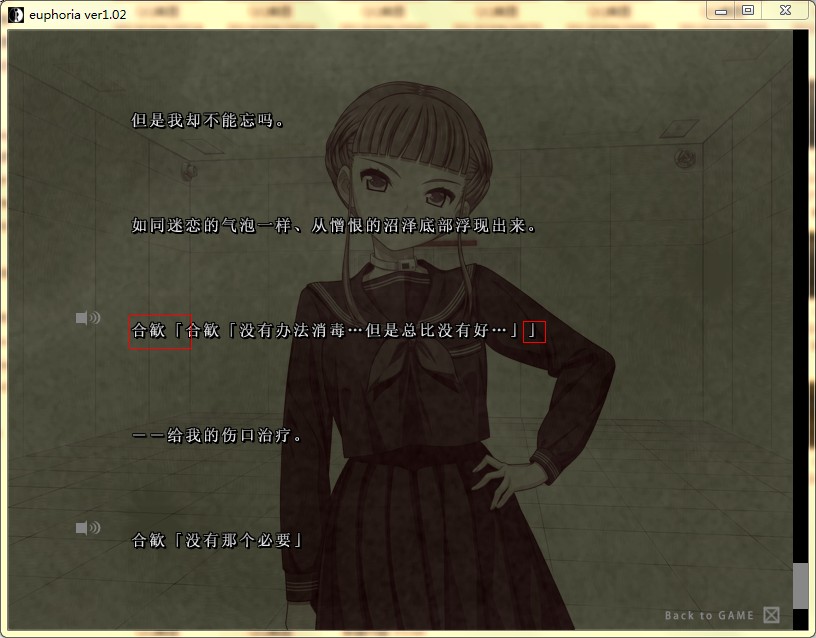 euphoria ver1.02
但是我却不能忘吗。
如同迷恋的气泡一样、从憎恨的沼泽底部浮现出来。
合歓「合歓「没有办法消毒…但是总比没有好…」」
－－给我的伤口治疗。
合歓「没有那个必要」
Back to GAME